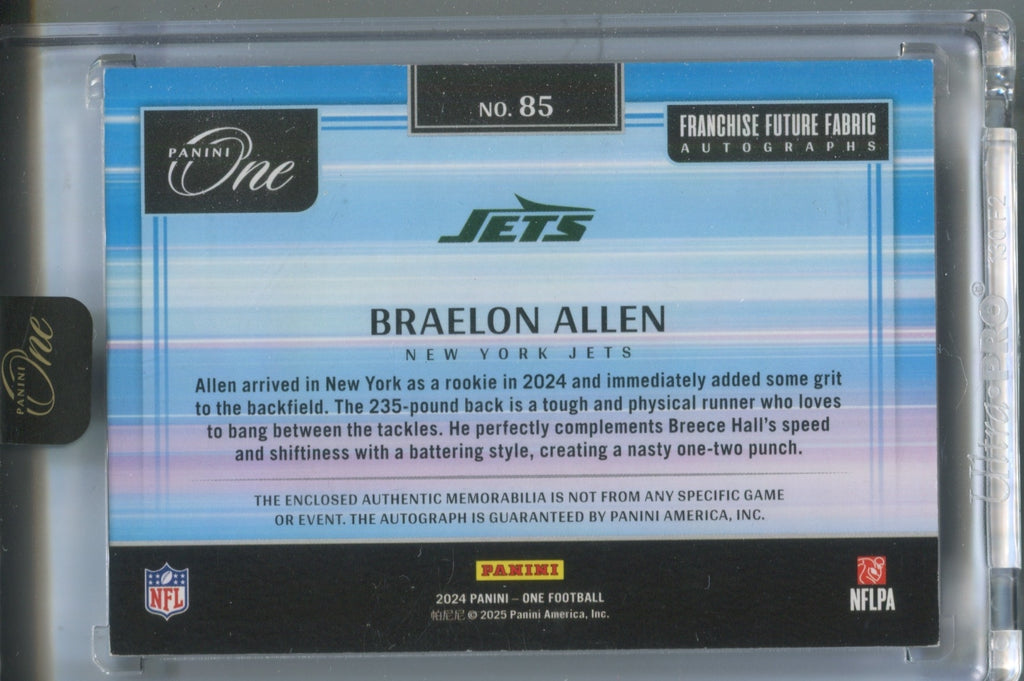 NO. 85
PANINI
One
FRANCHISE FUTURE FABRIC
AUTOGRAPHS
JETS
BRAELON ALLEN
NEW YORK JETS
Allen arrived in New York as a rookie in 2024 and immediately added some grit
to the backfield. The 235-pound back is a tough and physical runner who loves
to bang between the tackles. He perfectly complements Breece Hall's speed
and shiftiness with a battering style, creating a nasty one-two punch.
THE ENCLOSED AUTHENTIC MEMORABILIA IS NOT FROM ANY SPECIFIC GAME
OR EVENT. THE AUTOGRAPH IS GUARANTEED BY PANINI AMERICA, INC.
NFL
PANINI
2024 PANINI – ONE FOOTBALL
帕尼尼 © 2025 Panini America, Inc.
NFLPA
PANINI
One
Ultra·PRO®
130 E2